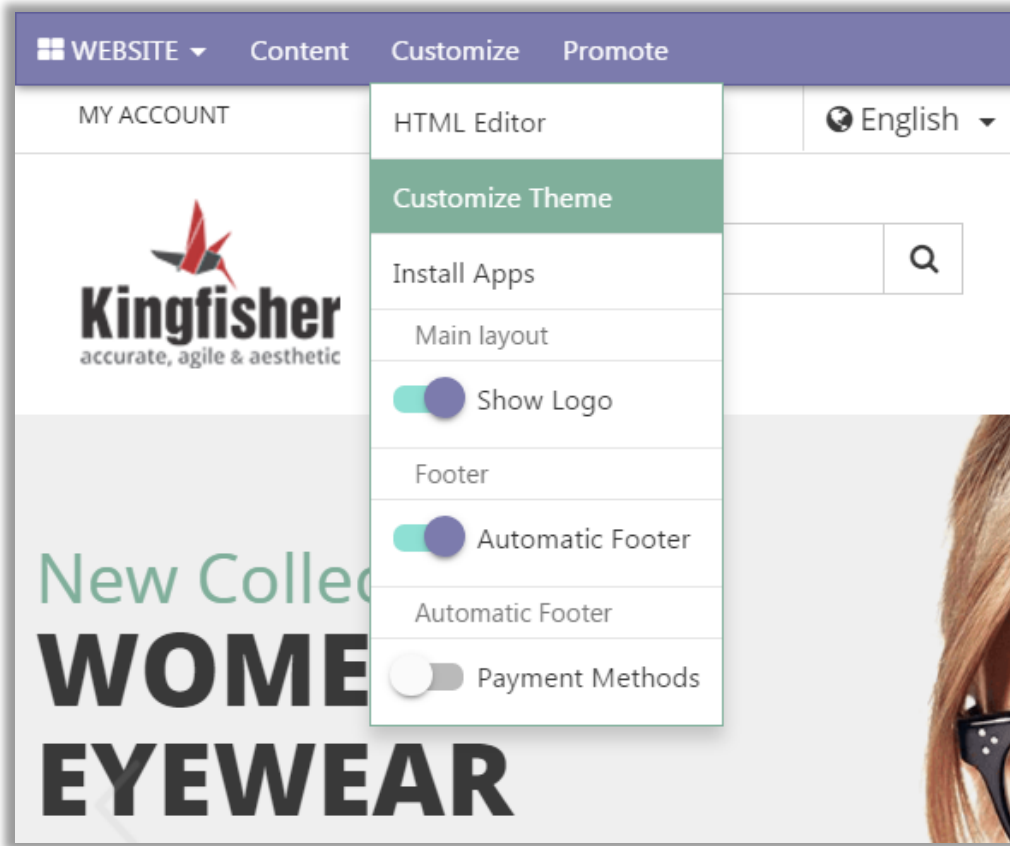 WEBSITE Content Customize Promote
MY ACCOUNT
English
HTML Editor
Customize Theme
Install Apps
Main layout
Show Logo
Footer
Automatic Footer
Automatic Footer
Payment Methods
Kingfisher
accurate, agile & aesthetic
New Collec
WOME
EYEWEAR